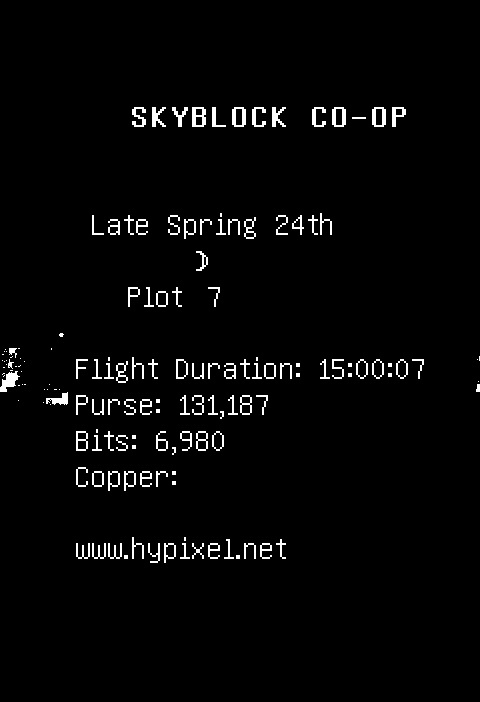 SKYBLOCK CO-OP
Late Spring 24th
☽
Plot 7
Flight Duration: 15:00:07
Purse: 131,187
Bits: 6,980
Copper:
www.hypixel.net